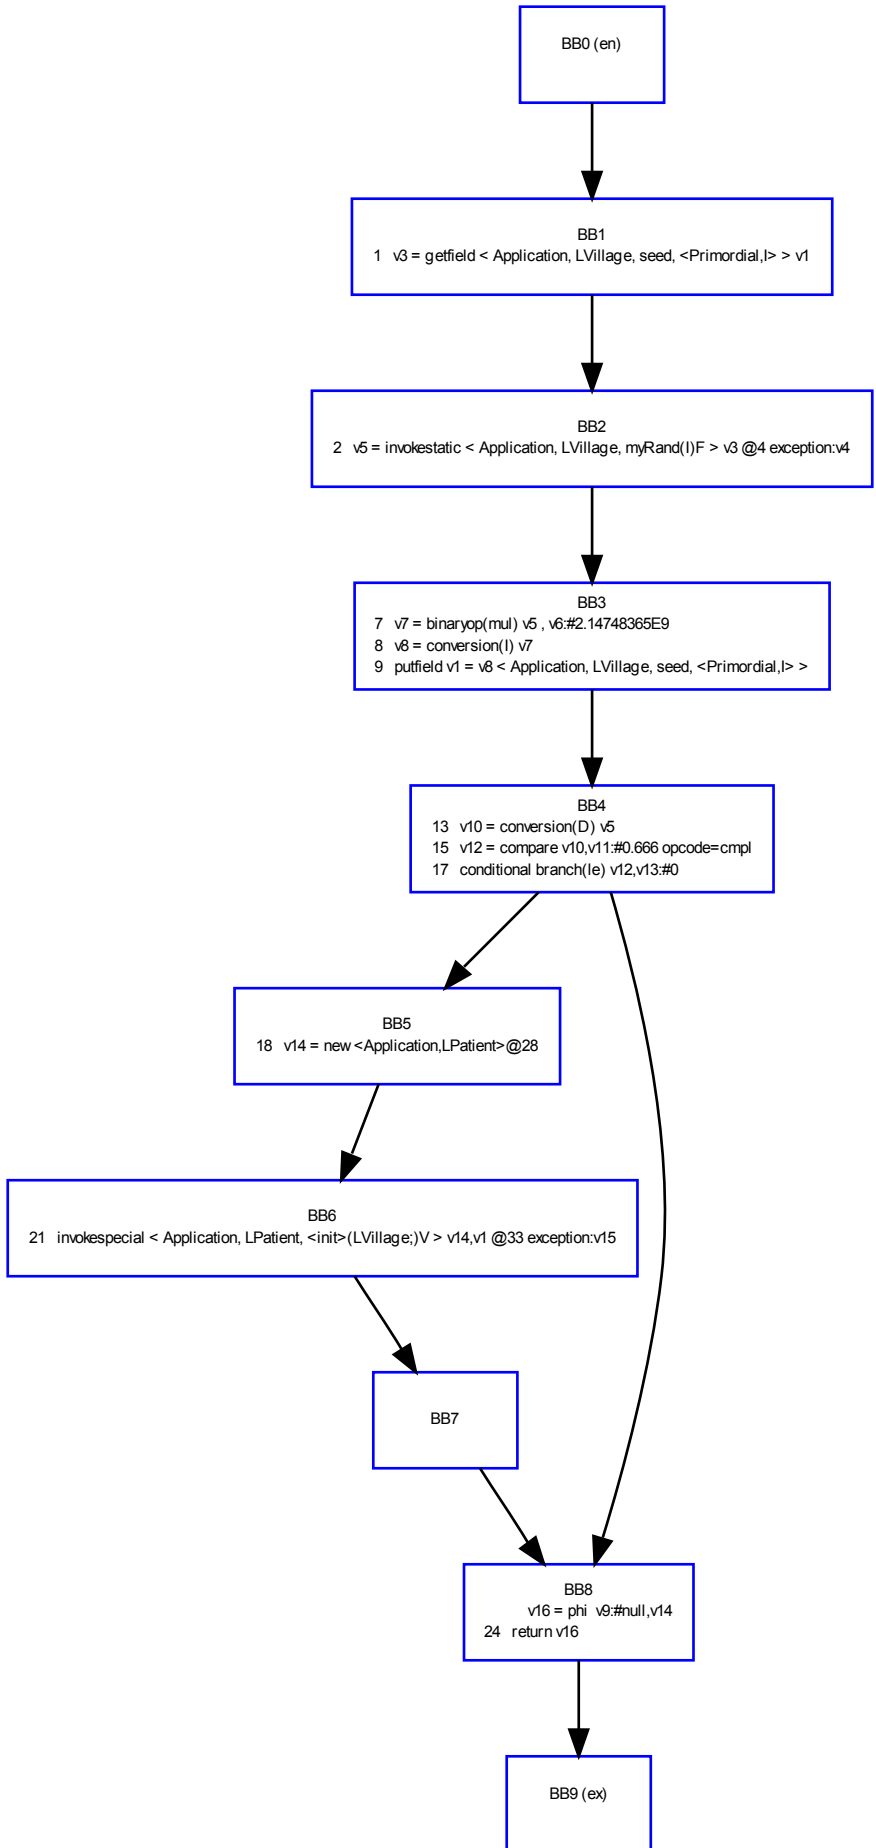 BB0 (en)
BB1
1 v3 = getfield < Application, LVillage, seed, <Primordial,I> > v1
BB2
2 v5 = invokestatic < Application, LVillage, myRand(I)F > v3 @4 exception:v4
BB3
7 v7 = binaryop(mul) v5 , v6:#2.14748365E9
8 v8 = conversion(I) v7
9 putfield v1 = v8 < Application, LVillage, seed, <Primordial,I> >
BB4
13 v10 = conversion(D) v5
15 v12 = compare v10,v11:#0.666 opcode=cmpl
17 conditional branch(le) v12,v13:#0
BB5
18 v14 = new <Application,LPatient>@28
BB6
21 invokespecial < Application, LPatient, <init>(LVillage;)V > v14,v1 @33 exception:v15
BB7
BB8
v16 = phi v9:#null,v14
24 return v16
BB9 (ex)